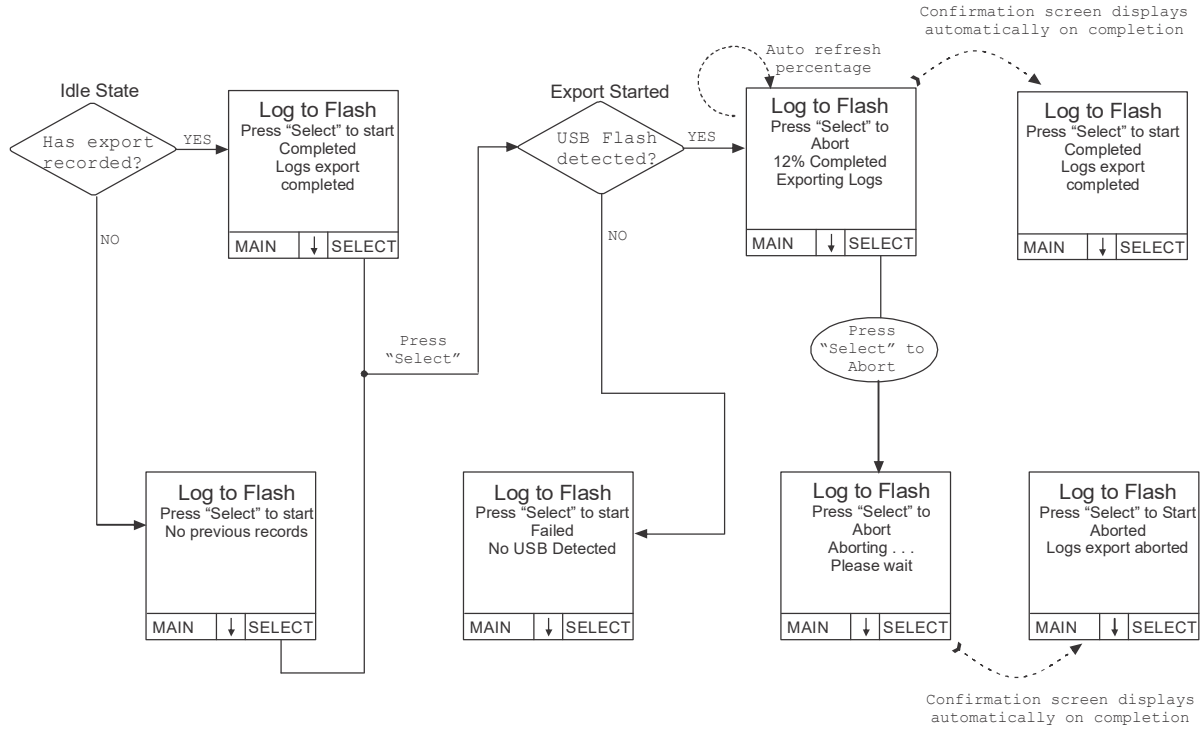 Confirmation screen displays
automatically on completion
Auto refresh
percentage
Idle State
Has export
recorded?
YES
NO
Log to Flash
Press “Select” to start
Completed
Logs export
completed
MAIN ↓ SELECT
Press
“Select”
Export Started
USB Flash
detected?
YES
NO
Log to Flash
Press “Select” to
Abort
12% Completed
Exporting Logs
MAIN ↓ SELECT
Log to Flash
Press “Select” to start
Completed
Logs export
completed
MAIN ↓ SELECT
Press
“Select” to
Abort
Log to Flash
Press “Select” to start
No previous records
MAIN ↓ SELECT
Log to Flash
Press “Select” to start
Failed
No USB Detected
MAIN ↓ SELECT
Log to Flash
Press “Select” to
Abort
Aborting . . .
Please wait
MAIN ↓ SELECT
Log to Flash
Press “Select” to Start
Aborted
Logs export aborted
MAIN ↓ SELECT
Confirmation screen displays
automatically on completion